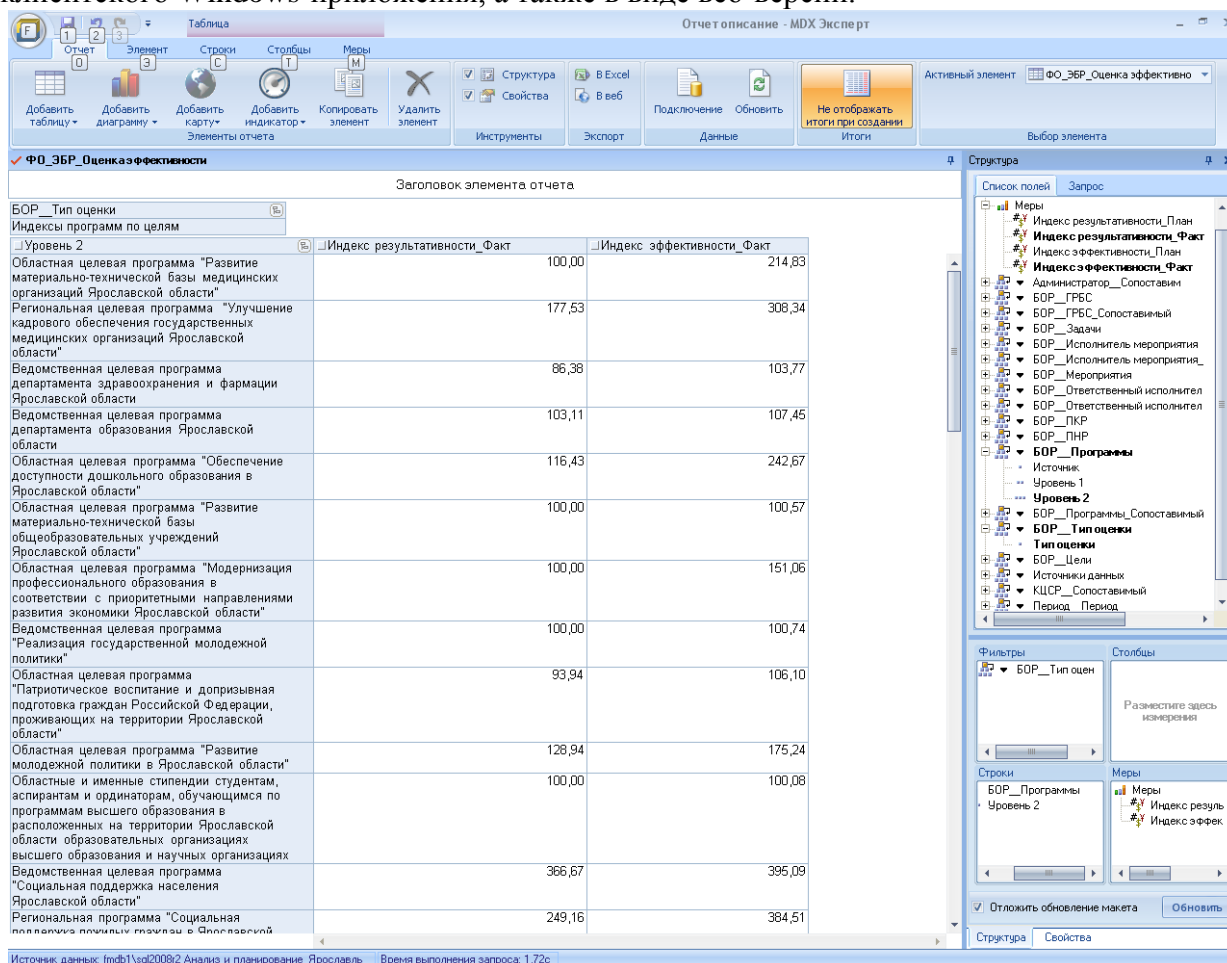 клиентского Windows приложения, а также в виде веб-версии.
Таблица
Отчет описание - MDX Эксперт
1 2 3
Отчет Элемент Строки Столбцы Меры
О Э С Т М
Добавить таблицу
Добавить диаграмму
Добавить карту
Добавить индикатор
Копировать элемент
Удалить элемент
Элементы отчета
Структура
Свойства
Инструменты
В Excel
В веб
Экспорт
Подключение Обновить
Данные
Не отображать итоги при создании
Итоги
Активный элемент ФО_ЭБР_Оценка эффективно
Выбор элемента
ФО_ЭБР_Оценка эффективности
Заголовок элемента отчета
БОР__Тип оценки
Индексы программ по целям
Уровень 2 Индекс результативности_Факт Индекс эффективности_Факт
Областная целевая программа "Развитие 100,00 214,83
материально-технической базы медицинских
организаций Ярославской области"
Региональная целевая программа "Улучшение 177,53 308,34
кадрового обеспечения государственных
медицинских организаций Ярославской
области"
Ведомственная целевая программа 86,38 103,77
департамента здравоохранения и фармации
Ярославской области
Ведомственная целевая программа 103,11 107,45
департамента образования Ярославской
области
Областная целевая программа "Обеспечение 116,43 242,67
доступности дошкольного образования в
Ярославской области"
Областная целевая программа "Развитие 100,00 100,57
материально-технической базы
общеобразовательных учреждений
Ярославской области"
Областная целевая программа "Модернизация 100,00 151,06
профессионального образования в
соответствии с приоритетными направлениями
развития экономики Ярославской области"
Ведомственная целевая программа 100,00 100,74
"Реализация государственной молодежной
политики"
Областная целевая программа 93,94 106,10
"Патриотическое воспитание и допризывная
подготовка граждан Российской Федерации,
проживающих на территории Ярославской
области"
Областная целевая программа "Развитие 128,94 175,24
молодежной политики в Ярославской области"
Областные и именные стипендии студентам, 100,00 100,08
аспирантам и ординаторам, обучающимся по
программам высшего образования в
расположенных на территории Ярославской
области образовательных организациях
высшего образования и научных организациях
Ведомственная целевая программа 366,67 395,09
"Социальная поддержка населения
Ярославской области"
Региональная программа "Социальная 249,16 384,51
поддержка пожилых граждан в Ярославской
Структура
Список полей Запрос
Меры
Индекс результативности_План
Индекс результативности_Факт
Индекс эффективности_План
Индекс эффективности_Факт
Администратор__Сопоставим
БОР__ГРБС
БОР__ГРБС_Сопоставимый
БОР__Задачи
БОР__Исполнитель мероприятия
БОР__Исполнитель мероприятия_
БОР__Мероприятия
БОР__Ответственный исполнител
БОР__Ответственный исполнител
БОР__ПКР
БОР__ПНР
БОР__Программы
Источник
Уровень 1
Уровень 2
БОР__Программы_Сопоставимый
БОР__Тип оценки
Тип оценки
БОР__Цели
Источники данных
КЦСР__Сопоставимый
Период__Период
Фильтры Столбцы
БОР__Тип оцен
Разместите здесь
измерения
Строки Меры
БОР__Программы Меры
Уровень 2 Индекс резуль
Индекс эффек
Отложить обновление макета Обновить
Структура Свойства
Источник данных: fmdb1\sql2008r2 Анализ и планирование_Ярославль Время выполнения запроса: 1.72с